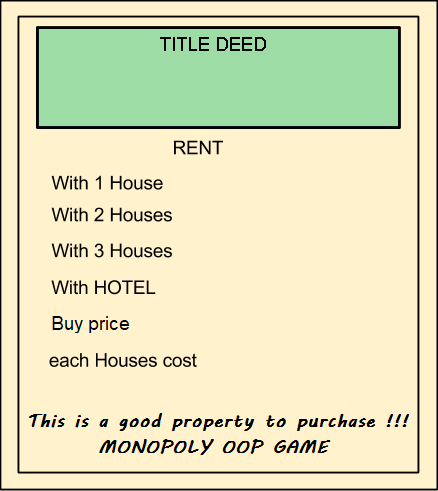 TITLE DEED
RENT
With 1 House
With 2 Houses
With 3 Houses
With HOTEL
Buy price
each Houses cost
This is a good property to purchase !!!
MONOPOLY OOP GAME